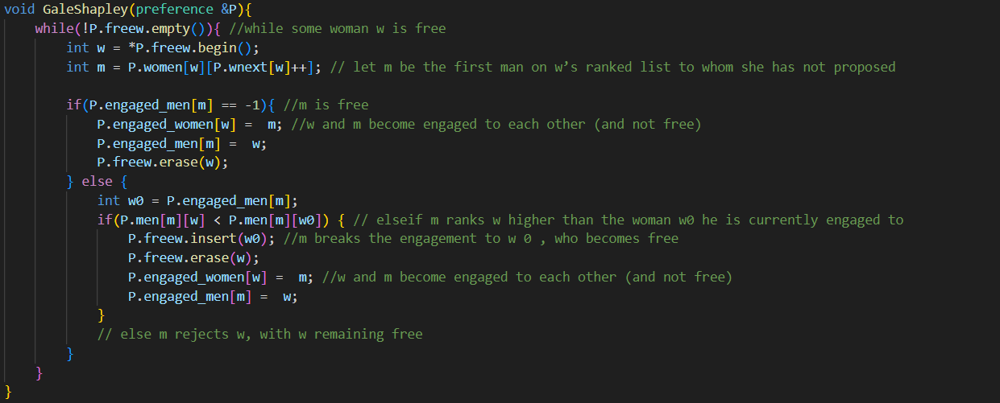 void GaleShapley(preference &P){
    while(!P.freew.empty()){ //while some woman w is free
        int w = *P.freew.begin();
        int m = P.women[w][P.wnext[w]++]; // let m be the first man on w’s ranked list to whom she has not proposed

        if(P.engaged_men[m] == -1){ //m is free
            P.engaged_women[w] =  m; //w and m become engaged to each other (and not free)
            P.engaged_men[m] =  w;
            P.freew.erase(w);
        } else {
            int w0 = P.engaged_men[m];
            if(P.men[m][w] < P.men[m][w0]) { // elseif m ranks w higher than the woman w0 he is currently engaged to
                P.freew.insert(w0); //m breaks the engagement to w 0 , who becomes free
                P.freew.erase(w);
                P.engaged_women[w] =  m; //w and m become engaged to each other (and not free)
                P.engaged_men[m] =  w;
            }
            // else m rejects w, with w remaining free
        }
    }
}